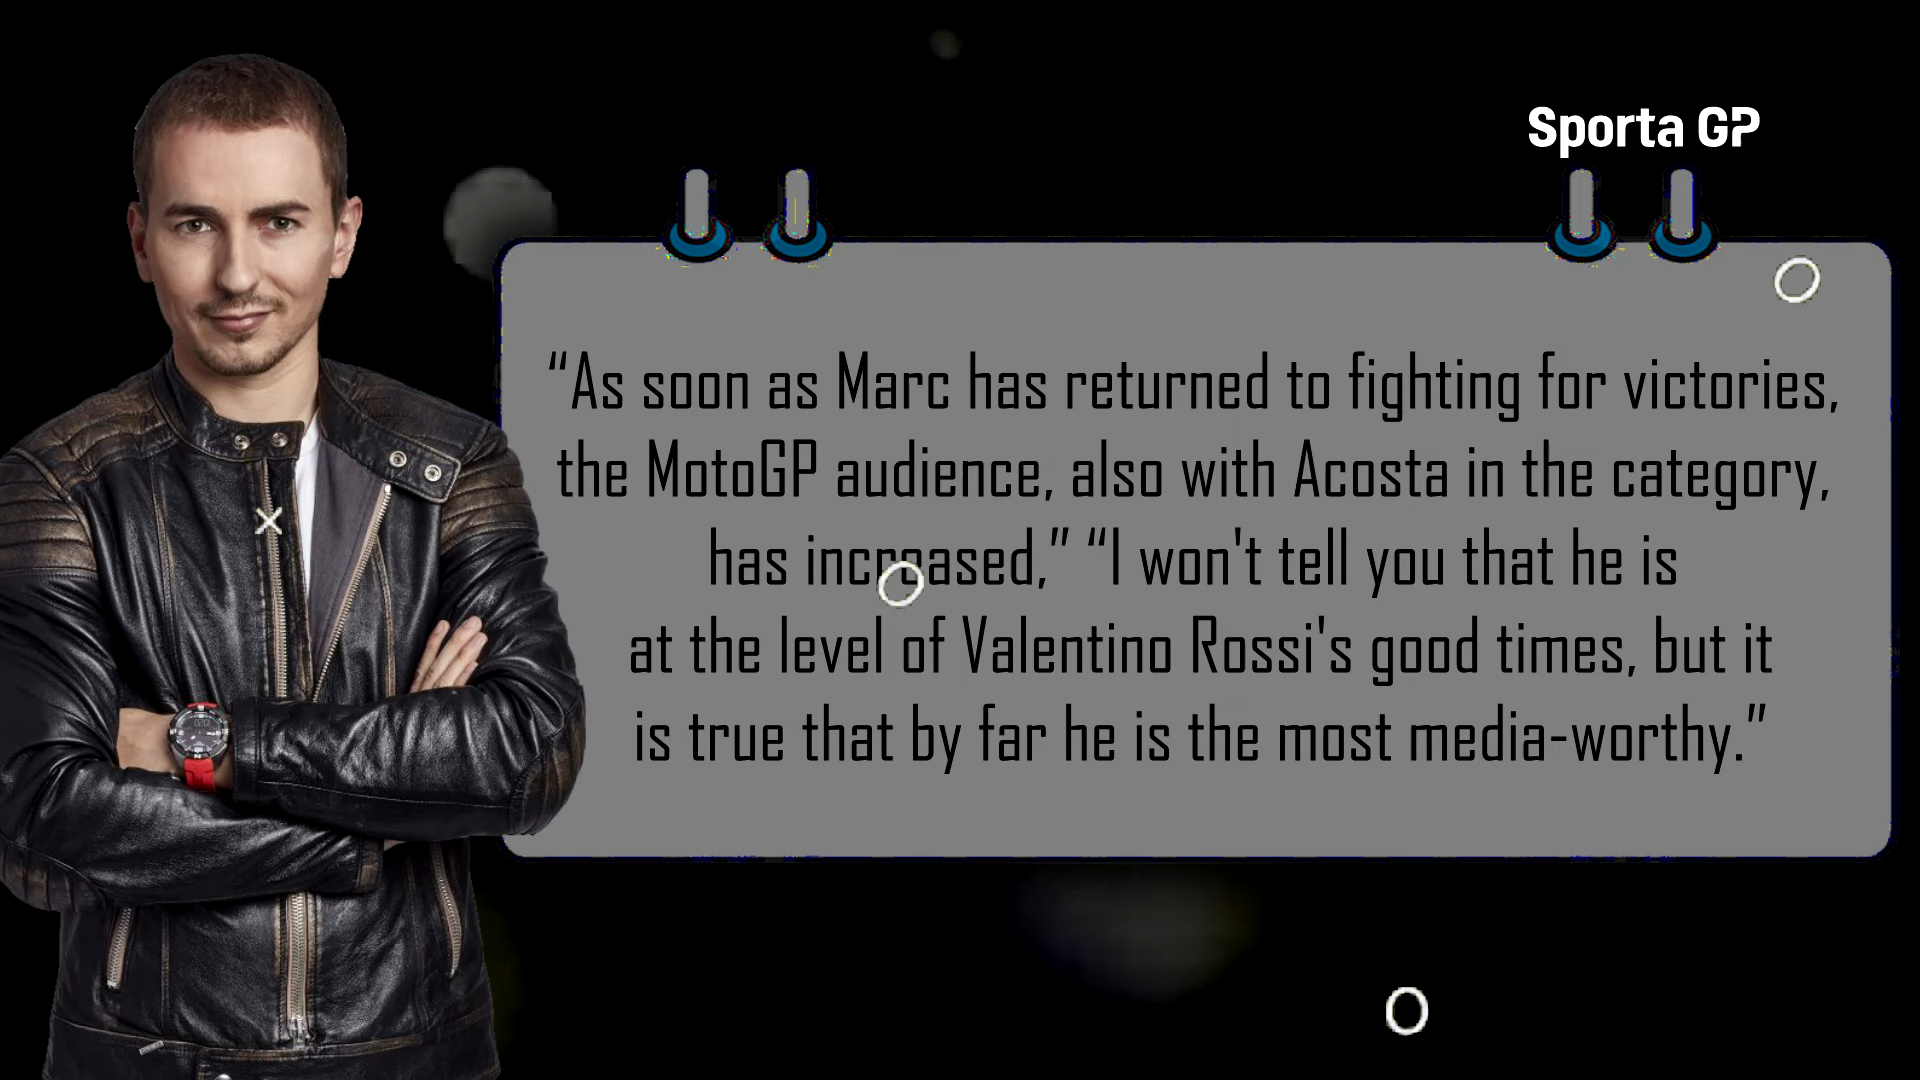 Sporta GP
“As soon as Marc has returned to fighting for victories,
the MotoGP audience, also with Acosta in the category,
has increased,” “I won't tell you that he is
at the level of Valentino Rossi's good times, but it
is true that by far he is the most media-worthy.”